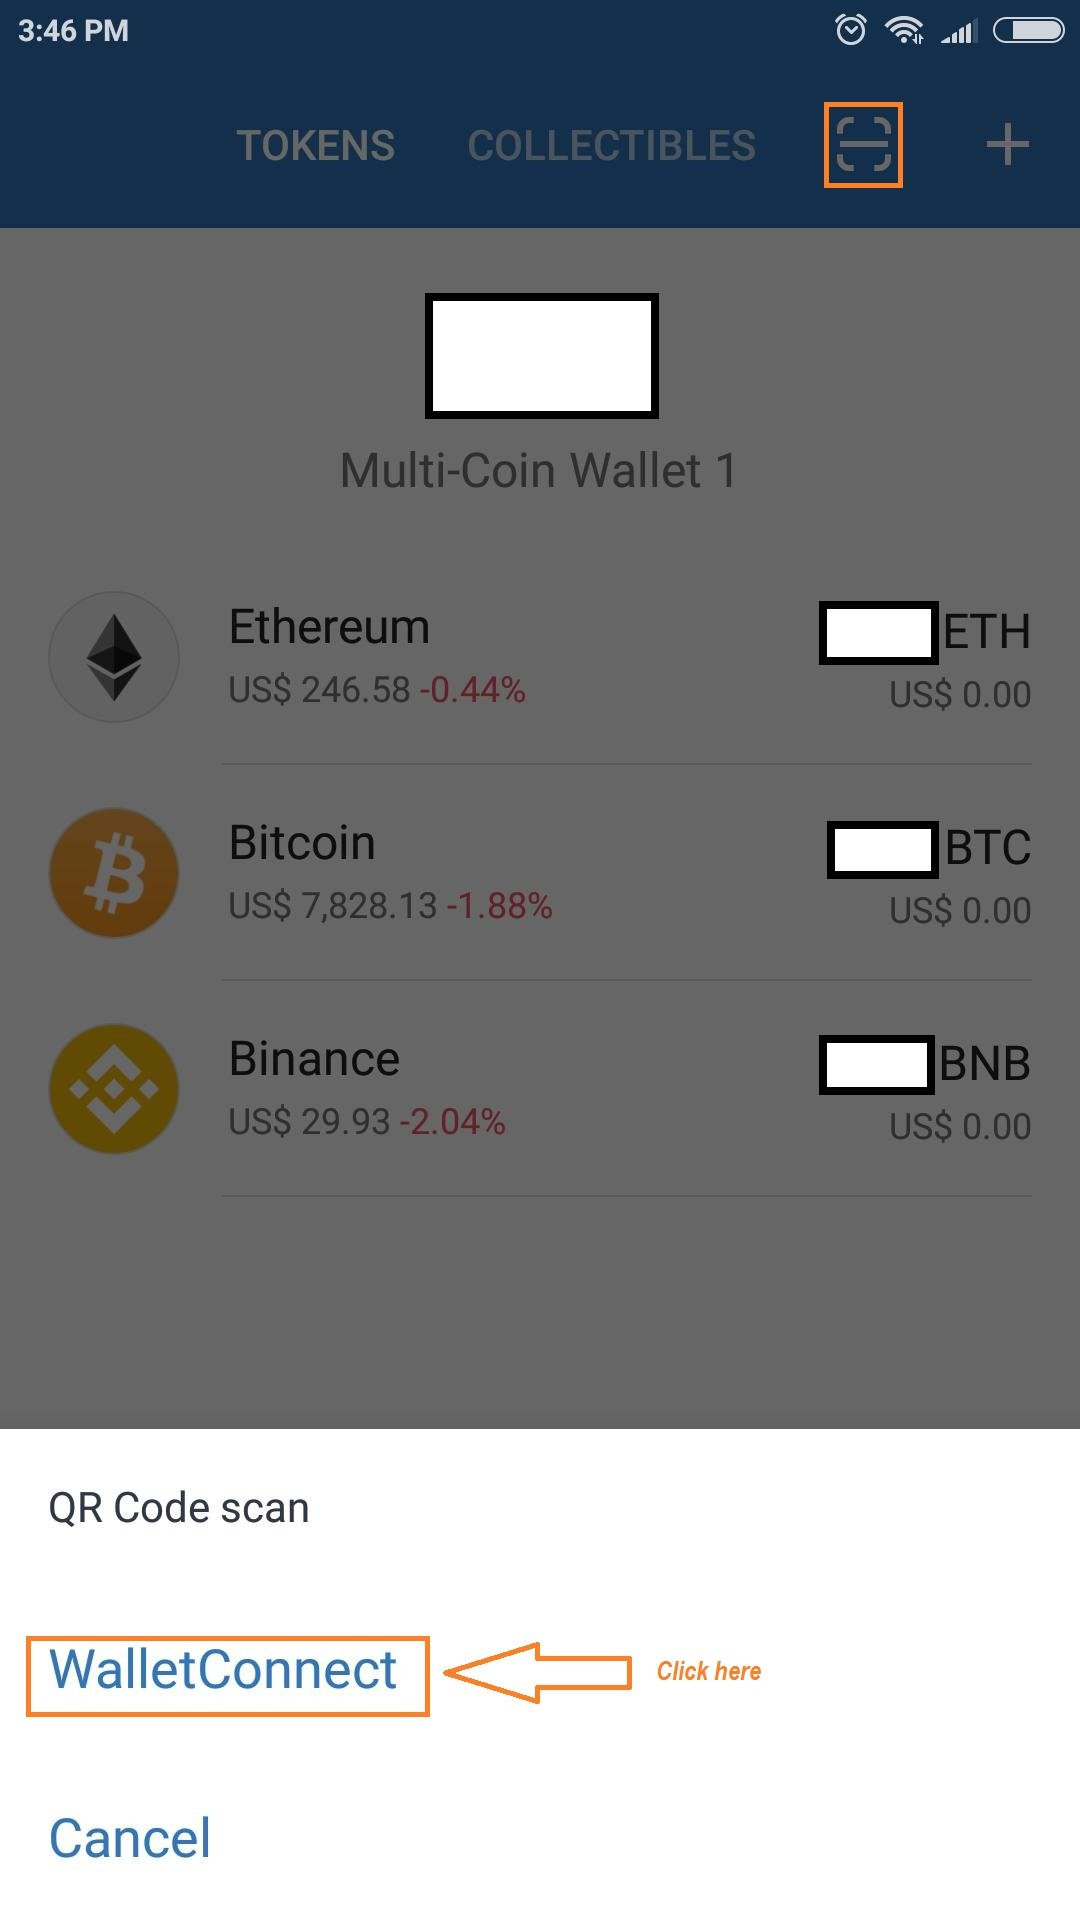 3:46 PM
TOKENS COLLECTIBLES
Multi-Coin Wallet 1
Ethereum ETH
US$ 246.58 -0.44% US$ 0.00
Bitcoin BTC
US$ 7,828.13 -1.88% US$ 0.00
Binance BNB
US$ 29.93 -2.04% US$ 0.00
QR Code scan
WalletConnect Click here
Cancel